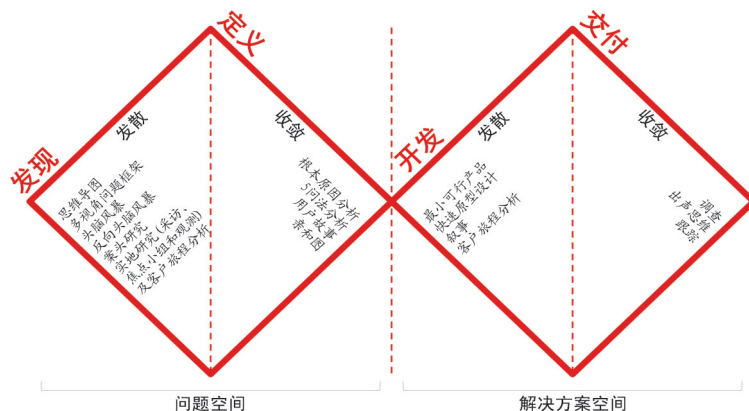 发现
定义
开发
交付
发散
思维导图
多视角问题框架
头脑风暴
反向头脑风暴
案头研究
实地研究(采访、
焦点小组和观测)
及客户旅程分析
收敛
根本原因分析
5问法分析
用户故事
亲和图
发散
最小可行产品
快速原型设计
叙事
客户旅程分析
收敛
调查
出声思维
跟踪
问题空间
解决方案空间